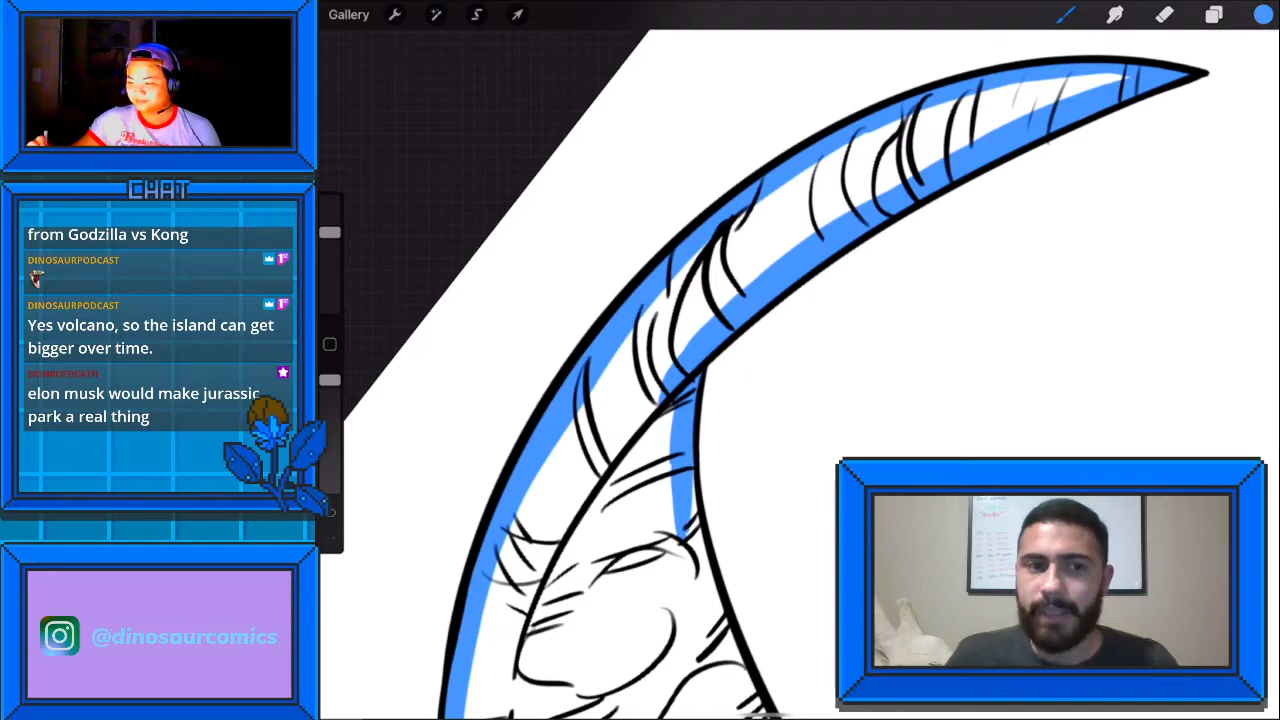 Gallery
CHAT
from Godzilla vs Kong
DINOSAURPODCAST
DINOSAURPODCAST
Yes volcano, so the island can get
bigger over time.
elon musk would make jurassic
park a real thing
@dinosaurcomics